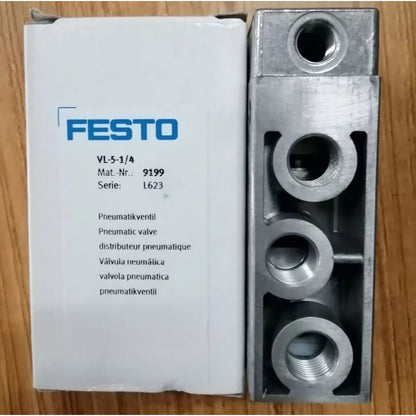 FESTO
VL-5-1/4
Mat.-Nr.: 9199
Serie: L623
Pneumatikventil
Pneumatic valve
distributeur pneumatique
Válvula neumática
valvola pneumatica
pneumatikventil